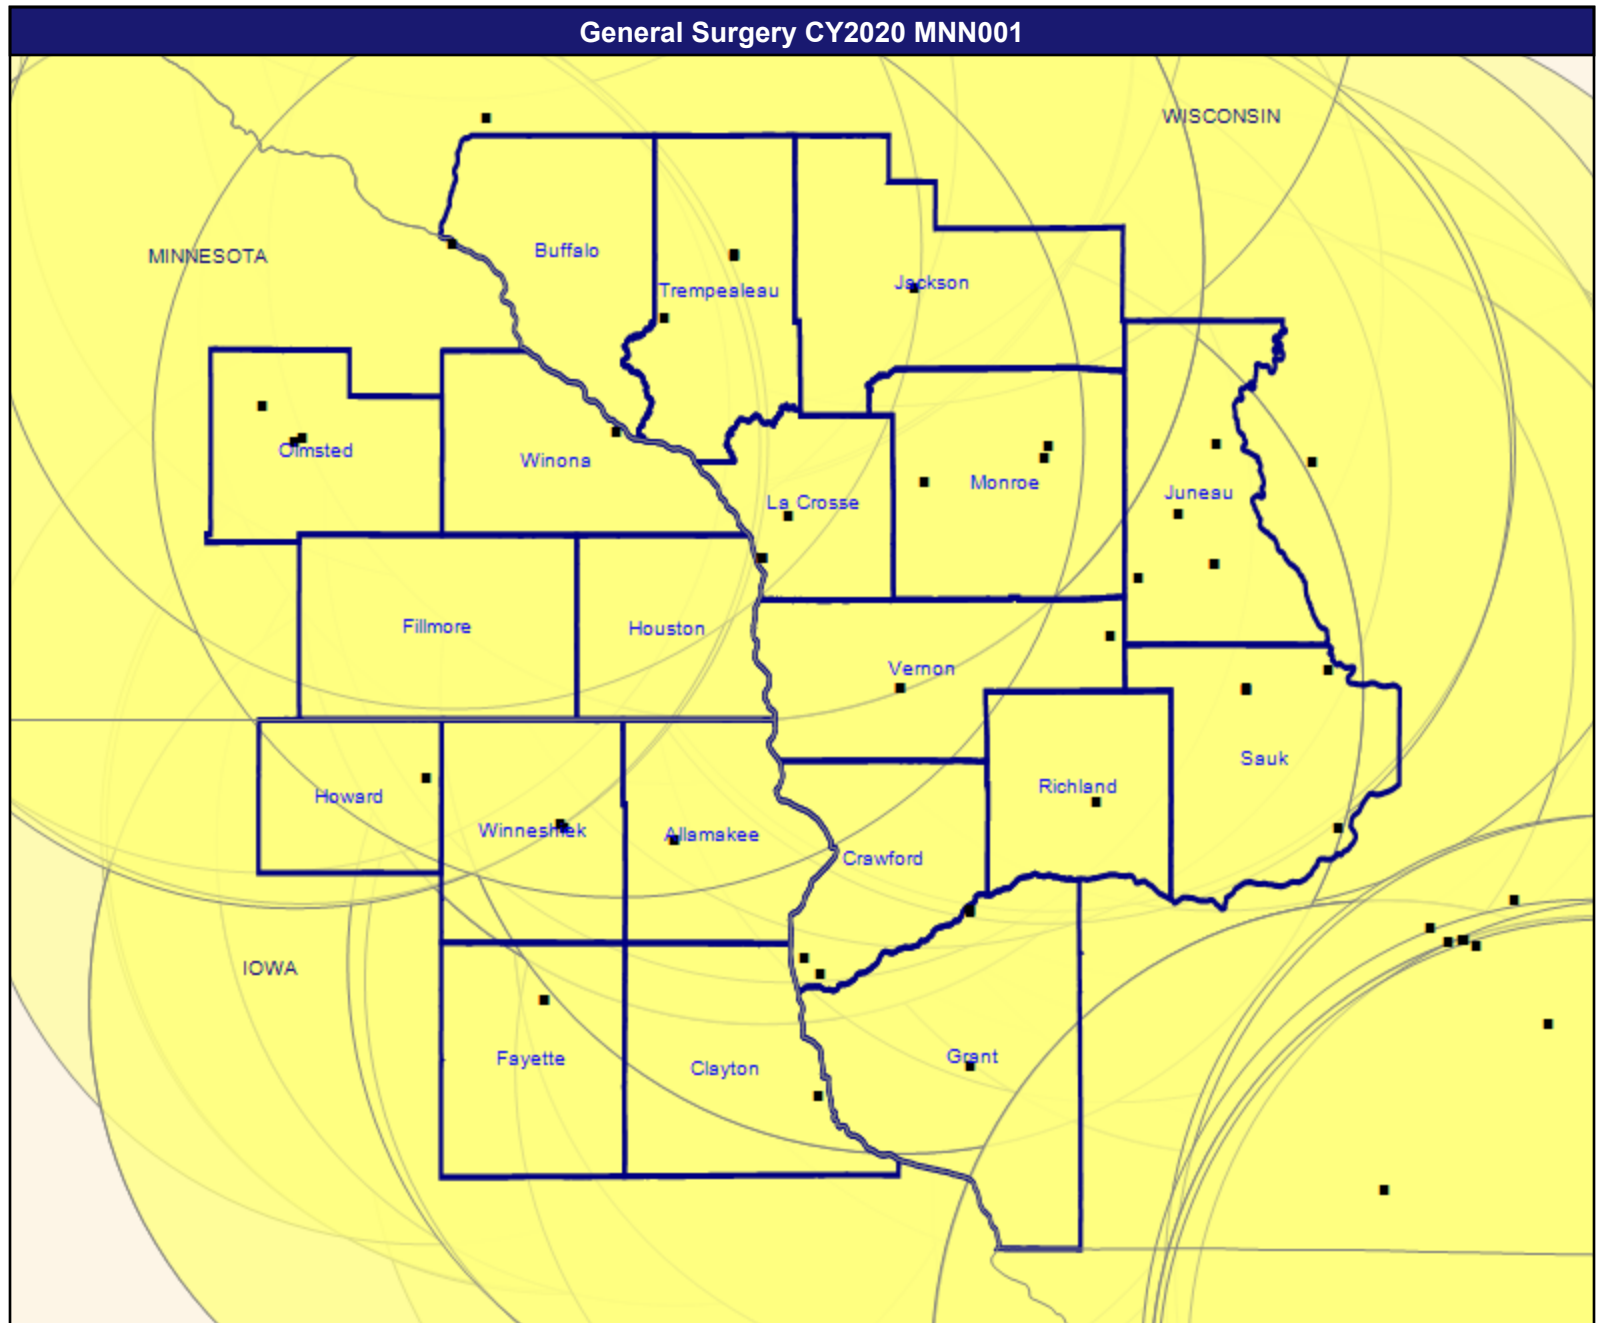 General Surgery CY2020 MNN001
WISCONSIN
MINNESOTA
Buffalo
Trempealeau
Jackson
Olmsted
Winona
La Crosse
Monroe
Juneau
Fillmore
Houston
Vernon
Sauk
Richland
Howard
Winneshiek
Allamakee
Crawford
IOWA
Fayette
Clayton
Grant